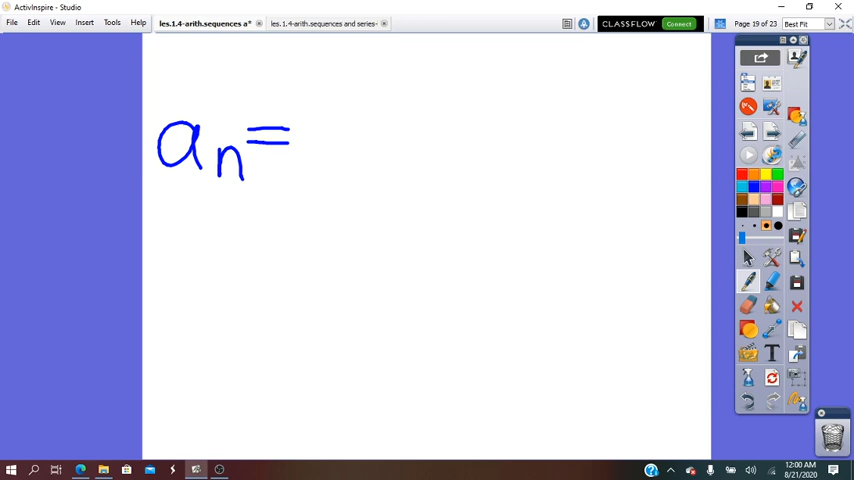 ActivInspire - Studio
File Edit View Insert Tools Help les.1.4-arith.sequences a* les.1.4-arith.sequences and series- CLASSFLOW Connect Page 19 of 23 Best Fit
aₙ=
T
12:00 AM
8/21/2020